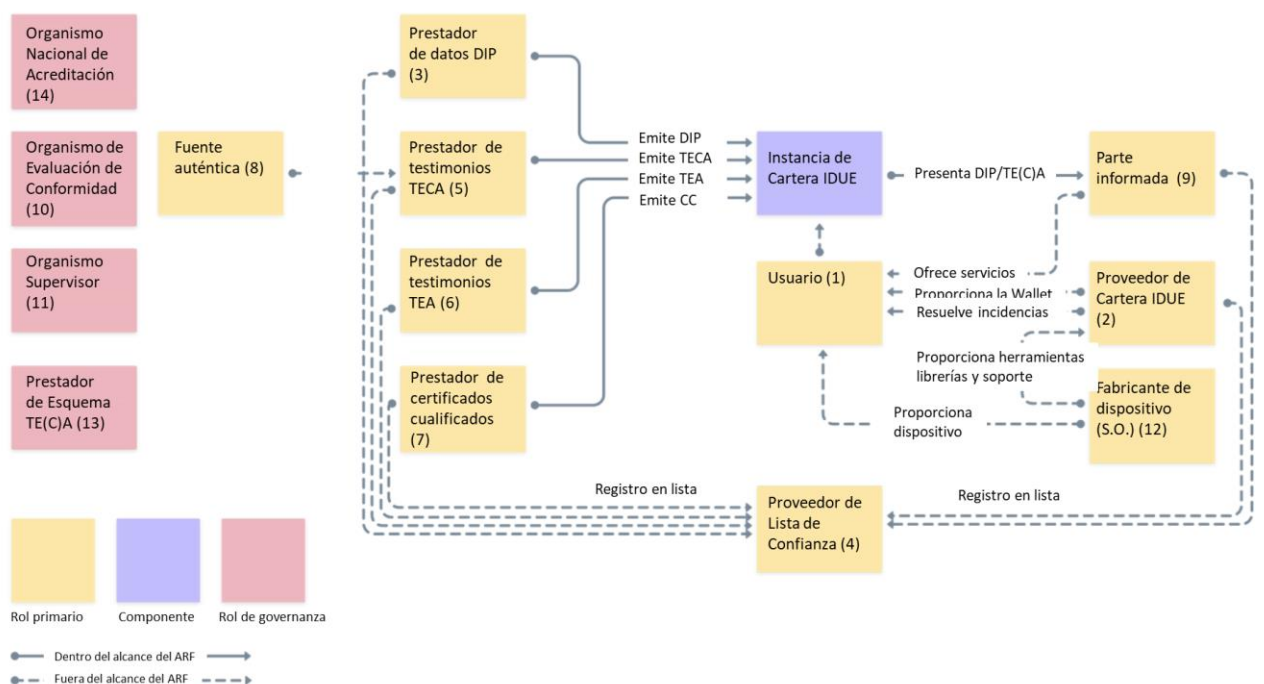 Organismo
Nacional de
Acreditación
(14)
Organismo de
Evaluación de
Conformidad
(10)
Organismo
Supervisor
(11)
Prestador
de Esquema
TE(C)A (13)
Fuente
auténtica (8)
Prestador
de datos DIP
(3)
Prestador de
testimonios
TECA (5)
Prestador de
testimonios
TEA (6)
Prestador de
certificados
cualificados
(7)
Emite DIP
Emite TECA
Emite TEA
Emite CC
Instancia de
Cartera IDUE
Presenta DIP/TE(C)A
Parte
informada (9)
Usuario (1)
Ofrece servicios
Proporciona la Wallet
Resuelve incidencias
Proveedor de
Cartera IDUE
(2)
Proporciona herramientas
librerías y soporte
Fabricante de
dispositivo
(S.O.) (12)
Proporciona
dispositivo
Registro en lista
Proveedor de
Lista de
Confianza (4)
Registro en lista
Rol primario
Componente
Rol de governanza
Dentro del alcance del ARF
Fuera del alcance del ARF